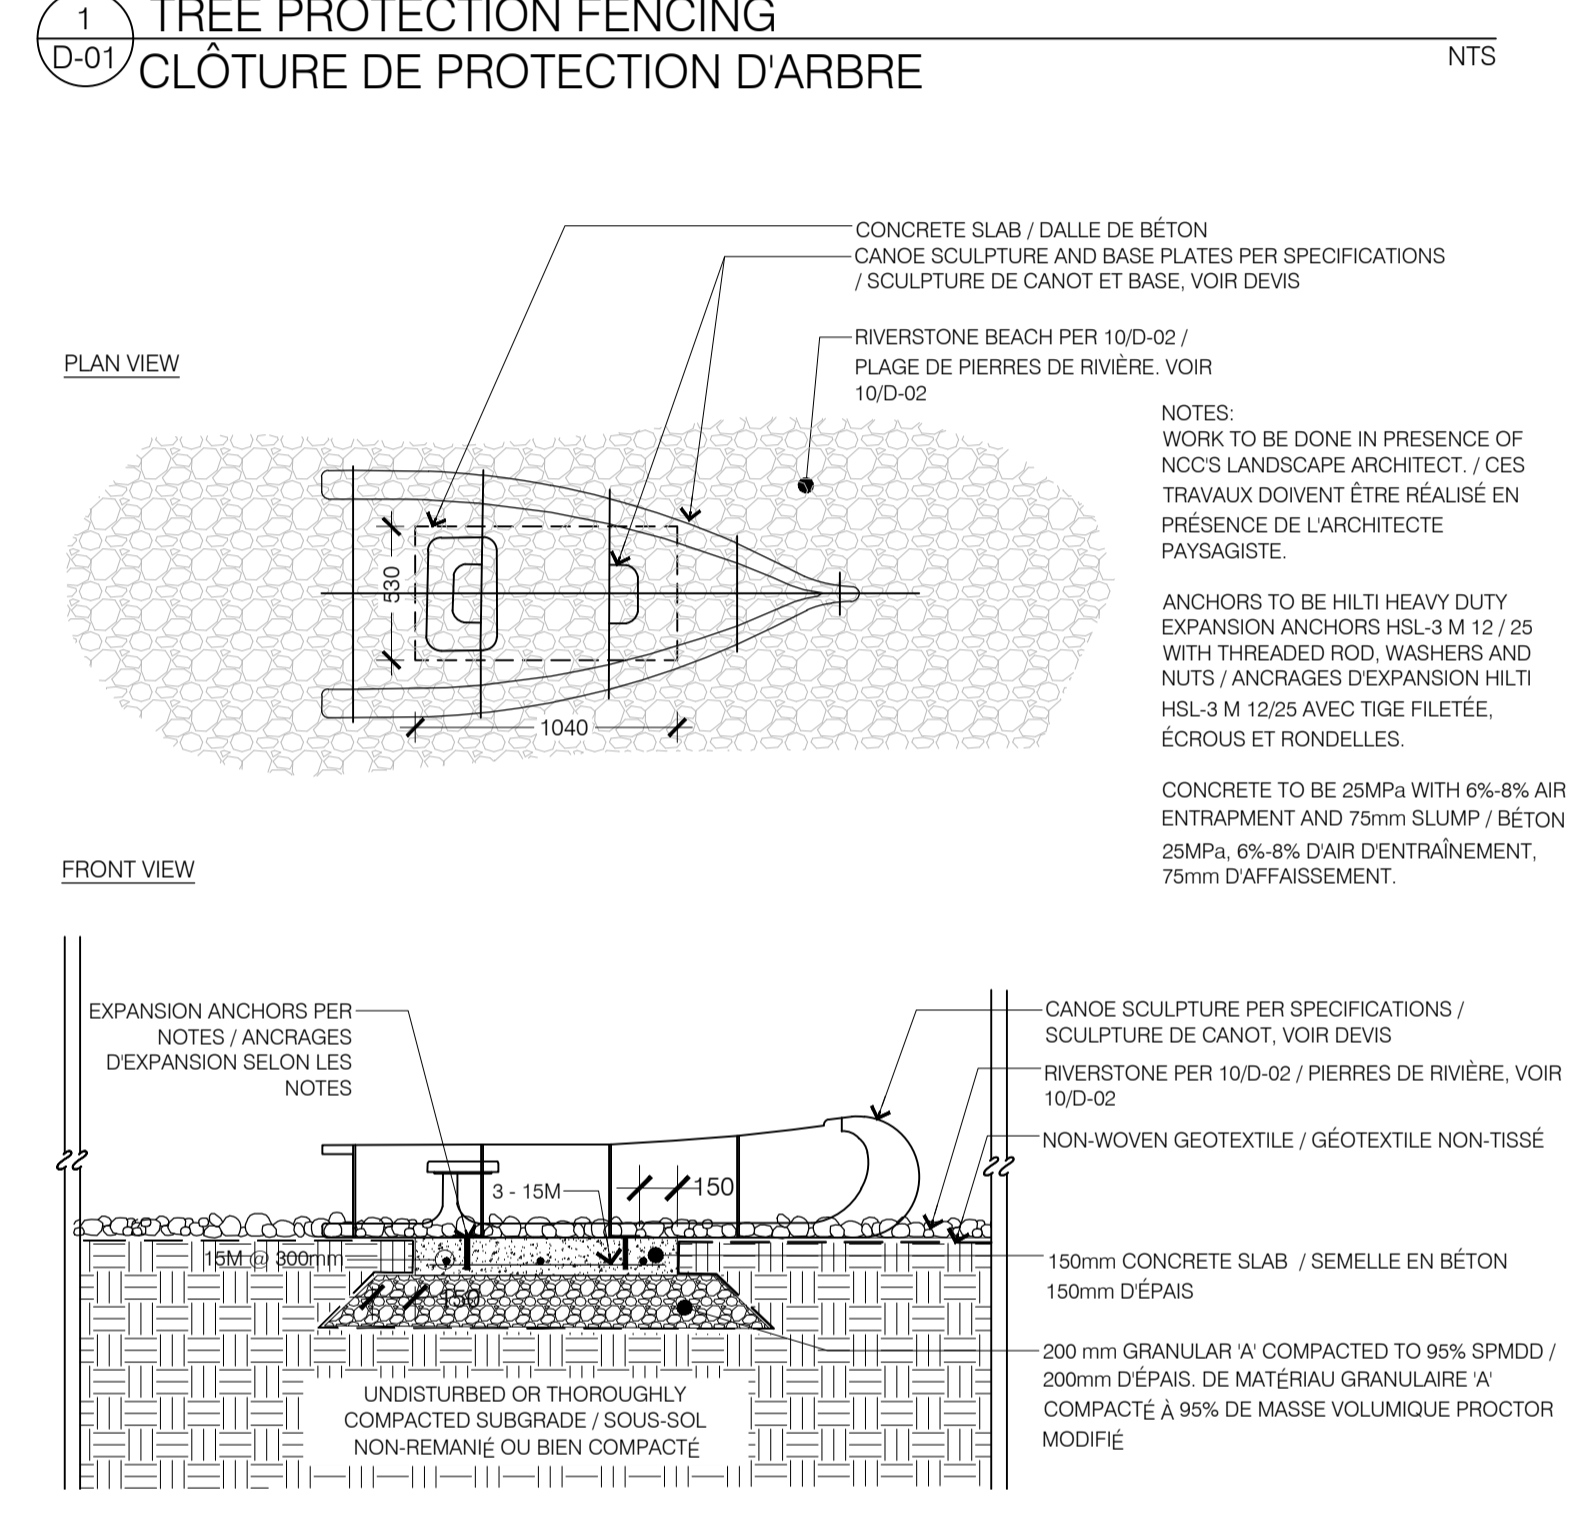 1
D-01
TREE PROTECTION FENCING
CLÔTURE DE PROTECTION D'ARBRE
NTS
CONCRETE SLAB / DALLE DE BÉTON
CANOE SCULPTURE AND BASE PLATES PER SPECIFICATIONS
/ SCULPTURE DE CANOT ET BASE, VOIR DEVIS
RIVERSTONE BEACH PER 10/D-02 /
PLAGE DE PIERRES DE RIVIÈRE. VOIR
10/D-02
PLAN VIEW
530
1040
NOTES:
WORK TO BE DONE IN PRESENCE OF
NCC'S LANDSCAPE ARCHITECT. / CES
TRAVAUX DOIVENT ÊTRE RÉALISÉ EN
PRÉSENCE DE L'ARCHITECTE
PAYSAGISTE.
ANCHORS TO BE HILTI HEAVY DUTY
EXPANSION ANCHORS HSL-3 M 12 / 25
WITH THREADED ROD, WASHERS AND
NUTS / ANCRAGES D'EXPANSION HILTI
HSL-3 M 12/25 AVEC TIGE FILETÉE,
ÉCROUS ET RONDELLES.
CONCRETE TO BE 25MPa WITH 6%-8% AIR
ENTRAPMENT AND 75mm SLUMP / BÉTON
25MPa, 6%-8% D'AIR D'ENTRAÎNEMENT,
75mm D'AFFAISSEMENT.
FRONT VIEW
EXPANSION ANCHORS PER
NOTES / ANCRAGES
D'EXPANSION SELON LES
NOTES
3 - 15M
150
15M @ 300mm
150
CANOE SCULPTURE PER SPECIFICATIONS /
SCULPTURE DE CANOT, VOIR DEVIS
RIVERSTONE PER 10/D-02 / PIERRES DE RIVIÈRE, VOIR
10/D-02
NON-WOVEN GEOTEXTILE / GÉOTEXTILE NON-TISSÉ
150mm CONCRETE SLAB / SEMELLE EN BÉTON
150mm D'ÉPAIS
200 mm GRANULAR 'A' COMPACTED TO 95% SPMDD /
200mm D'ÉPAIS. DE MATÉRIAU GRANULAIRE 'A'
COMPACTÉ À 95% DE MASSE VOLUMIQUE PROCTOR
MODIFIÉ
UNDISTURBED OR THOROUGHLY
COMPACTED SUBGRADE / SOUS-SOL
NON-REMANIÉ OU BIEN COMPACTÉ